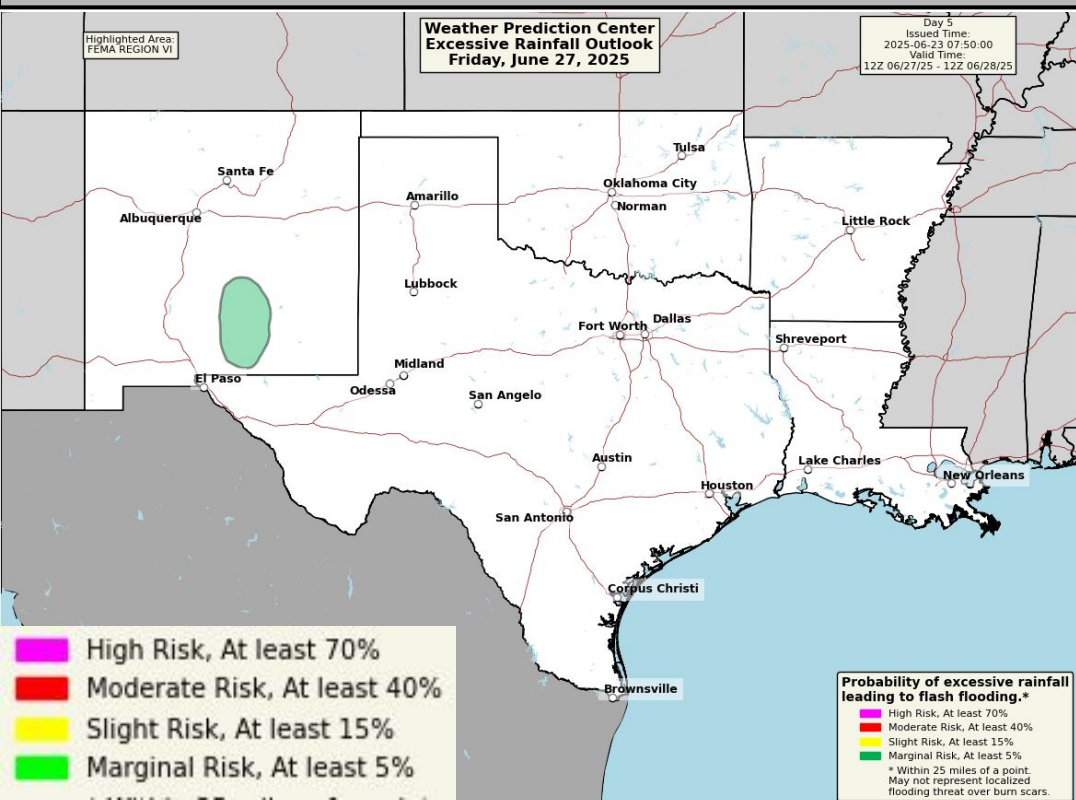 Weather Prediction Center
Excessive Rainfall Outlook
Friday, June 27, 2025
Highlighted Area:
FEMA REGION VI
Day 5
Issued Time:
2025-06-23 07:50:00
Valid Time:
12Z 06/27/25 - 12Z 06/28/25
Tulsa
Santa Fe
Oklahoma City
Amarillo
Norman
Albuquerque
Little Rock
Lubbock
Dallas
Fort Worth
Shreveport
Midland
El Paso
Odessa
San Angelo
Austin
Lake Charles
New Orleans
Houston
San Antonio
Corpus Christi
Brownsville
High Risk, At least 70%
Moderate Risk, At least 40%
Slight Risk, At least 15%
Marginal Risk, At least 5%
Probability of excessive rainfall
leading to flash flooding.*
High Risk, At least 70%
Moderate Risk, At least 40%
Slight Risk, At least 15%
Marginal Risk, At least 5%
* Within 25 miles of a point.
May not represent localized
flooding threat over burn scars.